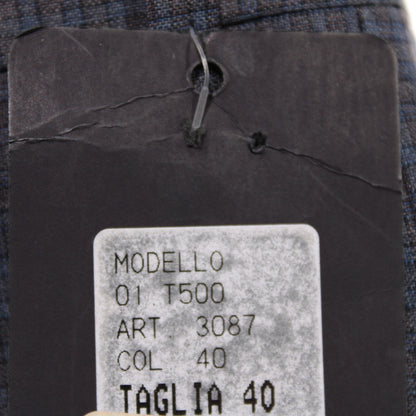 MODELLO
01 T500
ART. 3087
COL 40
TAGLIA 40